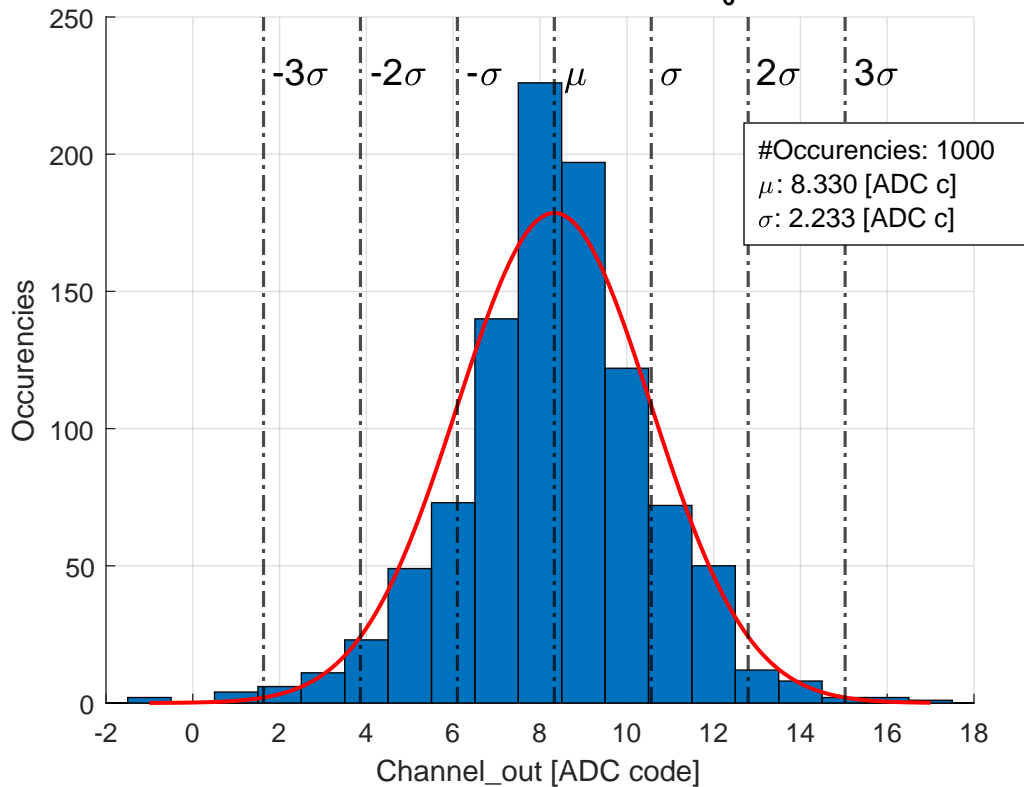 250
200
150
100
50
0
-3σ
-2σ
-σ
μ
σ
2σ
3σ
#Occurencies: 1000
μ: 8.330 [ADC c]
σ: 2.233 [ADC c]
Occurencies
-2 0 2 4 6 8 10 12 14 16 18
Channel_out [ADC code]